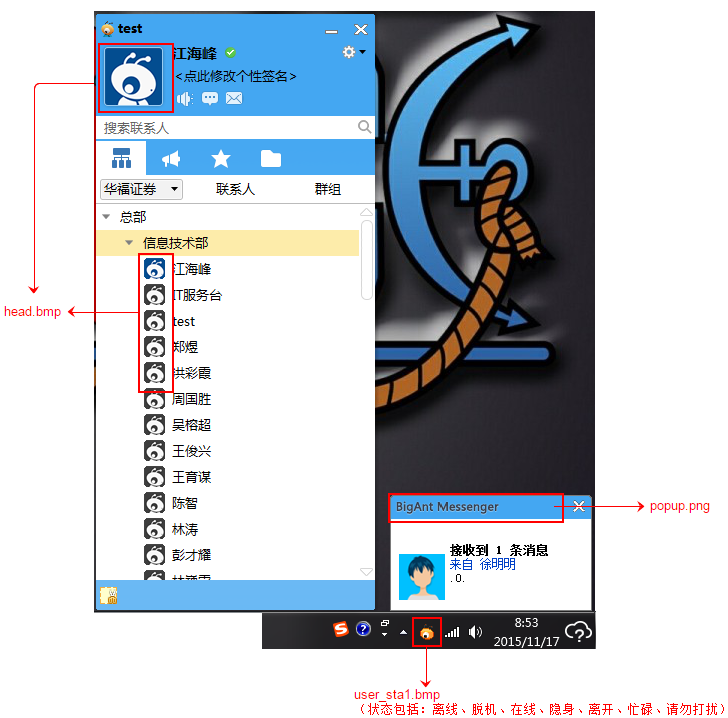 test
江海峰
<点此修改个性签名>
搜索联系人
华福证券
联系人
群组
总部
信息技术部
江海峰
IT服务台
head.bmp
test
郑煜
洪彩霞
周国胜
吴榕超
王俊兴
王育谋
陈智
林涛
彭才耀
BigAnt Messenger
popup.png
接收到 1 条消息
来自 徐明明
.0.
8:53
2015/11/17
user_sta1.bmp
（状态包括：离线、脱机、在线、隐身、离开、忙碌、请勿打扰）